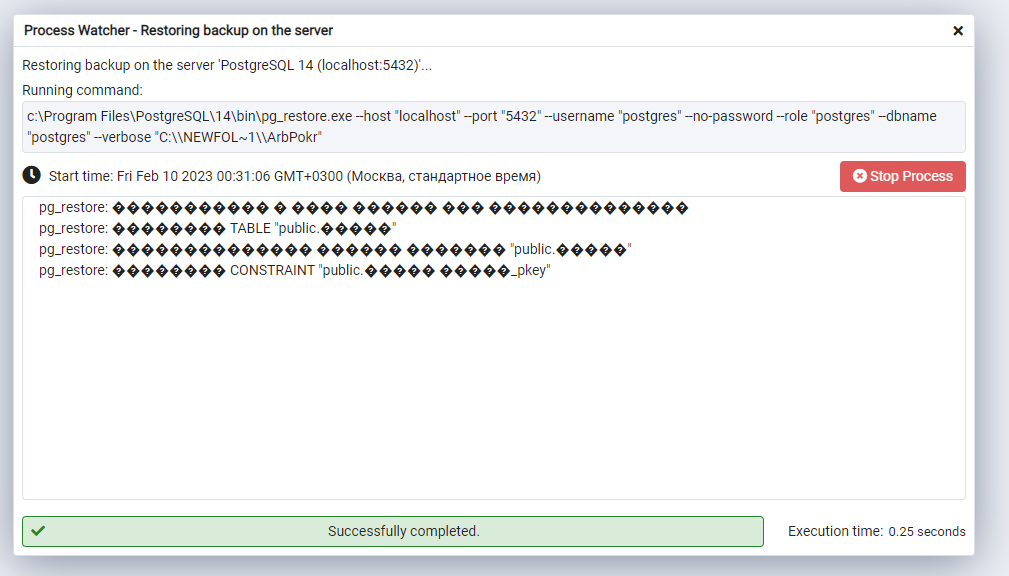 Process Watcher - Restoring backup on the server
Restoring backup on the server 'PostgreSQL 14 (localhost:5432)'...
Running command:
c:\Program Files\PostgreSQL\14\bin\pg_restore.exe --host "localhost" --port "5432" --username "postgres" --no-password --role "postgres" --dbname
"postgres" --verbose "C:\\NEWFOL~1\\ArbPokr"
Start time: Fri Feb 10 2023 00:31:06 GMT+0300 (Москва, стандартное время)
Stop Process
pg_restore: ����������� � ���� ������ ��� ��������������
pg_restore: �������� TABLE "public.�����"
pg_restore: �������������� ������ ������� "public.�����"
pg_restore: �������� CONSTRAINT "public.����� �����_pkey"
Successfully completed.
Execution time: 0.25 seconds